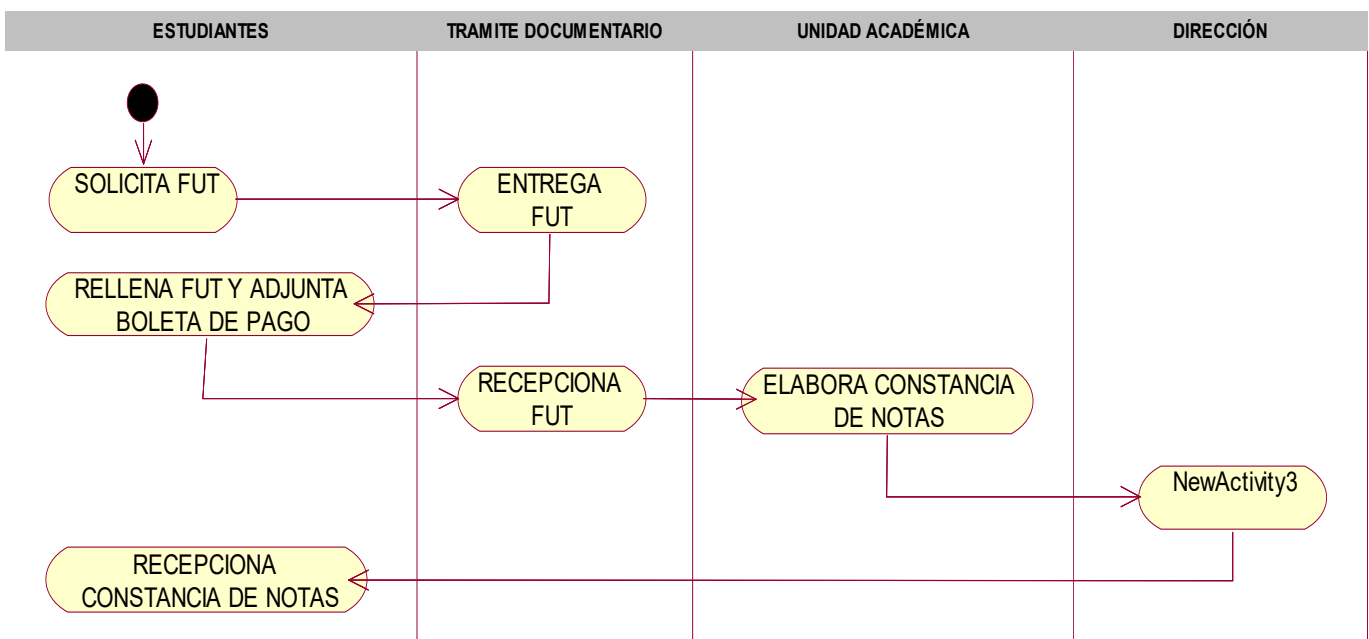 ESTUDIANTES
TRAMITE DOCUMENTARIO
UNIDAD ACADÉMICA
DIRECCIÓN
SOLICITA FUT
ENTREGA
FUT
RELLENA FUT Y ADJUNTA
BOLETA DE PAGO
RECEPCIONA
FUT
ELABORA CONSTANCIA
DE NOTAS
NewActivity3
RECEPCIONA
CONSTANCIA DE NOTAS